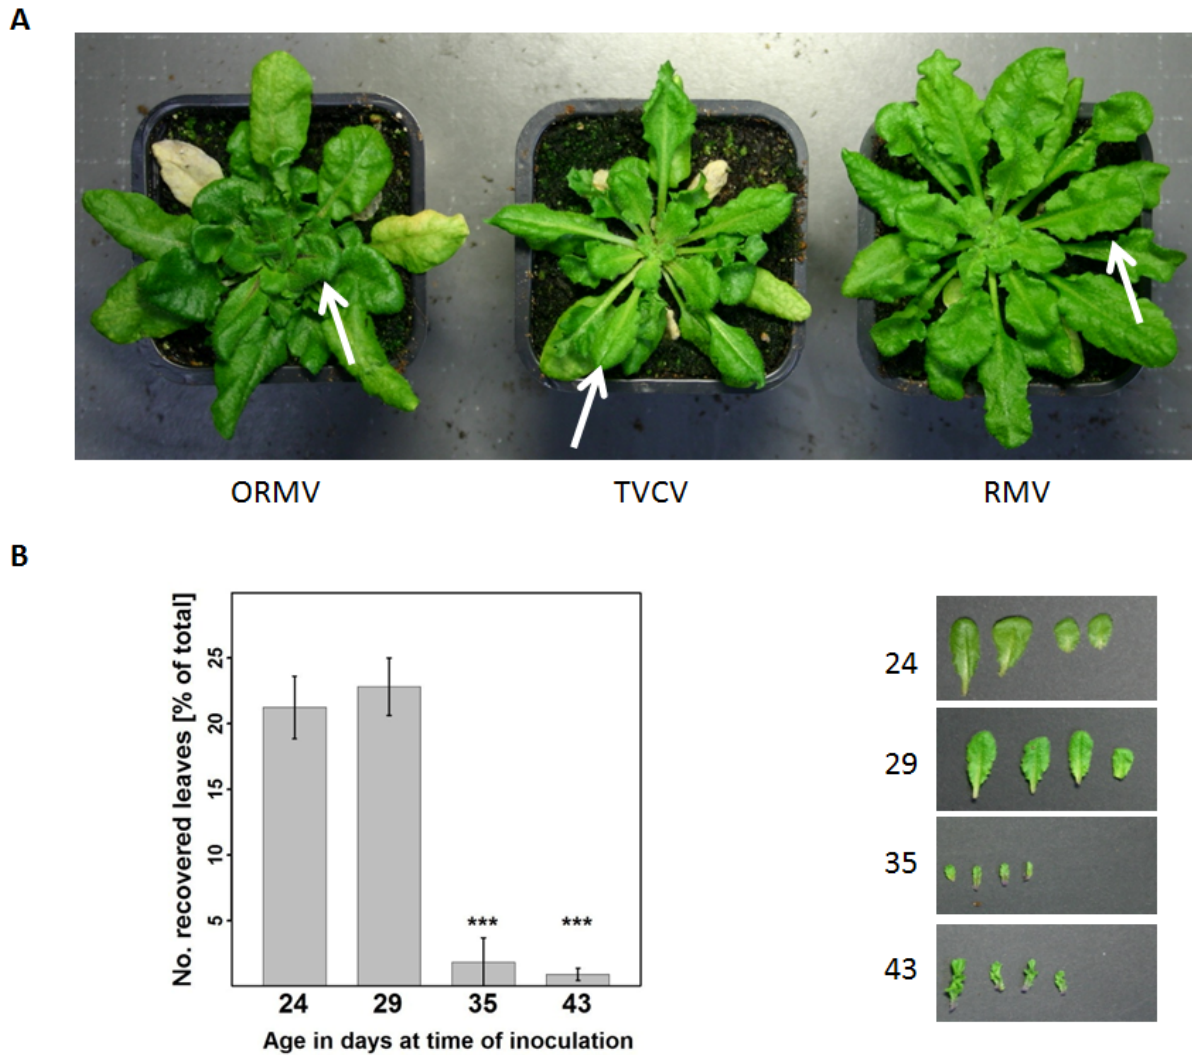 A
ORMV TVCV RMV
B
No. recovered leaves [% of total]
25
20
15
10
5
*** ***
24 29 35 43
Age in days at time of inoculation
24
29
35
43